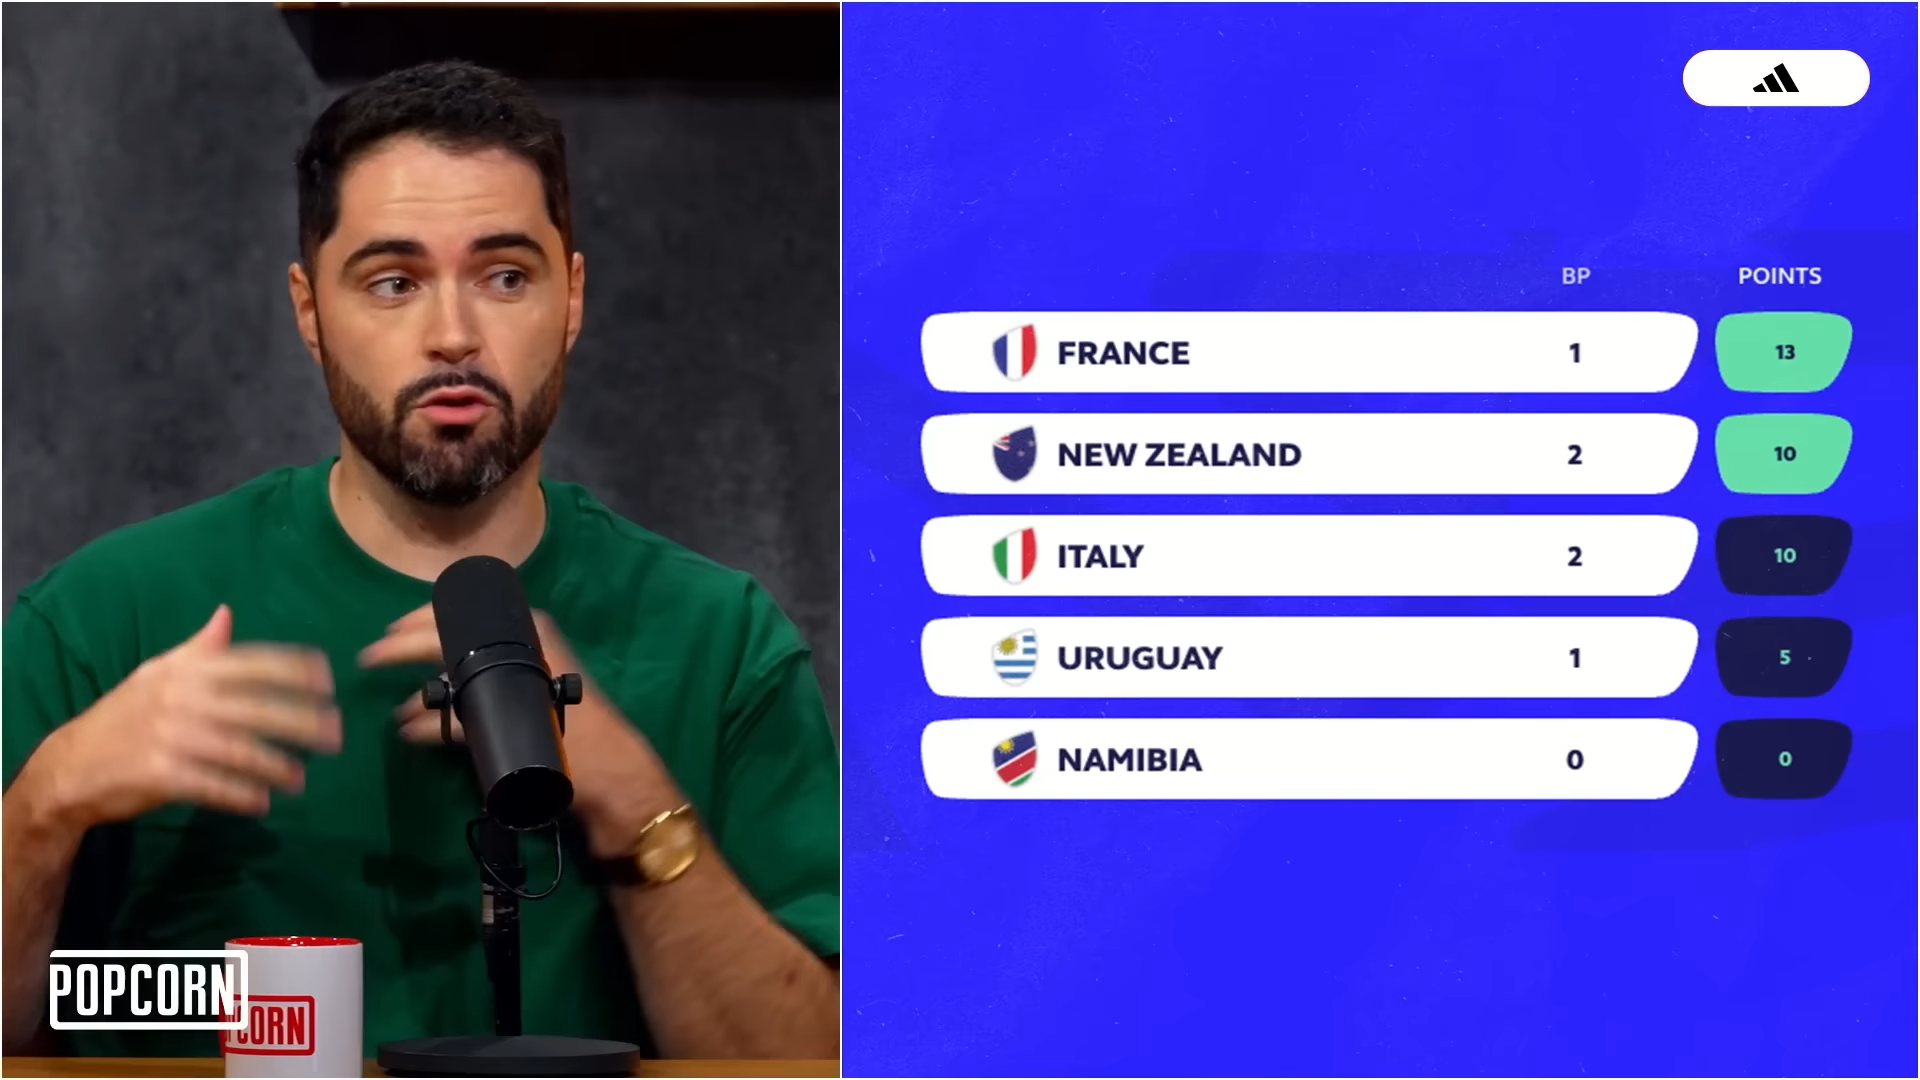 BP POINTS
FRANCE 1 13
NEW ZEALAND 2 10
ITALY 2 10
URUGUAY 1 5
NAMIBIA 0 0
POPCORN
CORN